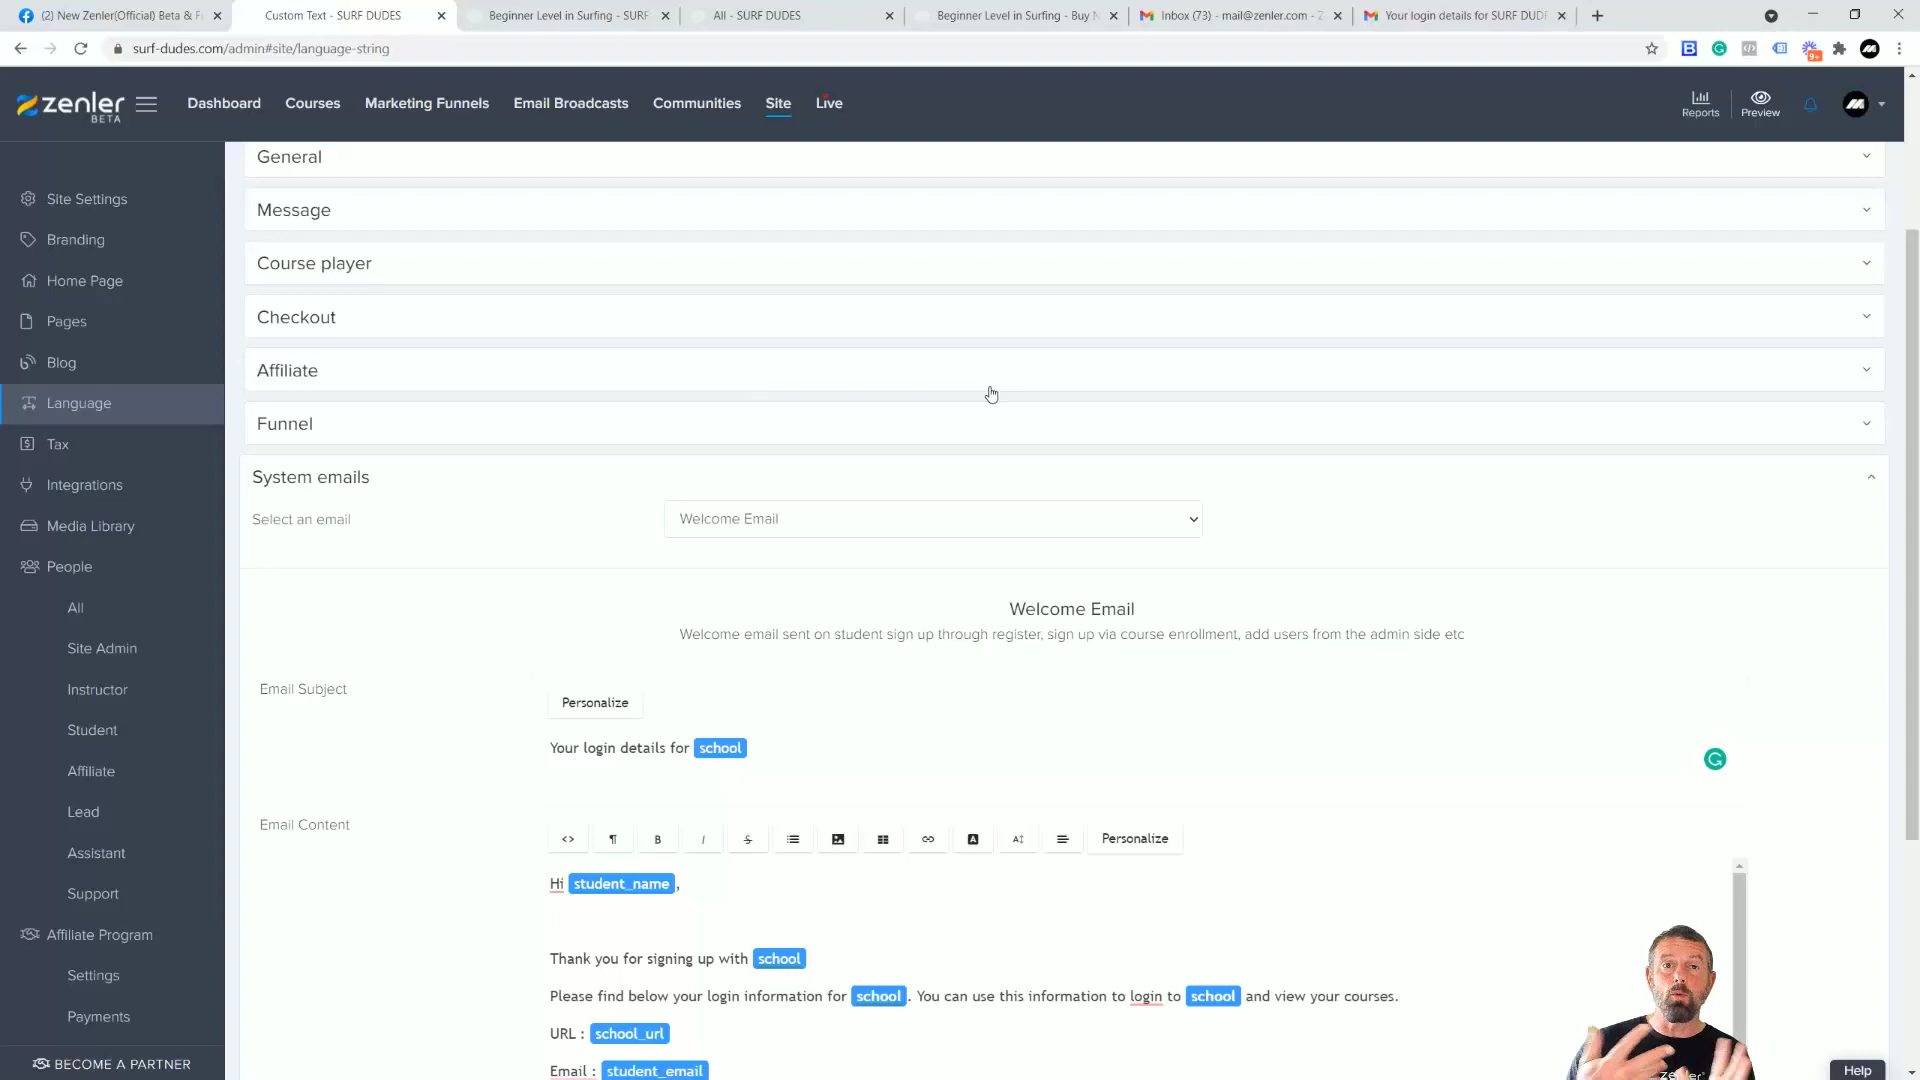 (2) New Zenler(Official) Beta & F
Custom Text - SURF DUDES
Beginner Level in Surfing - SURF
All - SURF DUDES
Beginner Level in Surfing - Buy N
Inbox (73) - mail@zenler.com - Z
Your login details for SURF DUDE
surf-dudes.com/admin#site/language-string
9+
zenler
BETA
Dashboard
Courses
Marketing Funnels
Email Broadcasts
Communities
Site
Live
Reports
Preview
Site Settings
Branding
Home Page
Pages
Blog
Language
Tax
Integrations
Media Library
People
All
Site Admin
Instructor
Student
Affiliate
Lead
Assistant
Support
Affiliate Program
Settings
Payments
BECOME A PARTNER
General
Message
Course player
Checkout
Affiliate
Funnel
System emails
Select an email
Welcome Email
Welcome Email
Welcome email sent on student sign up through register, sign up via course enrollment, add users from the admin side etc
Email Subject
Personalize
Your login details for school
Email Content
Personalize
Hi student_name,
Thank you for signing up with school
Please find below your login information for school. You can use this information to login to school and view your courses.
URL : school_url
Email : student_email
Help